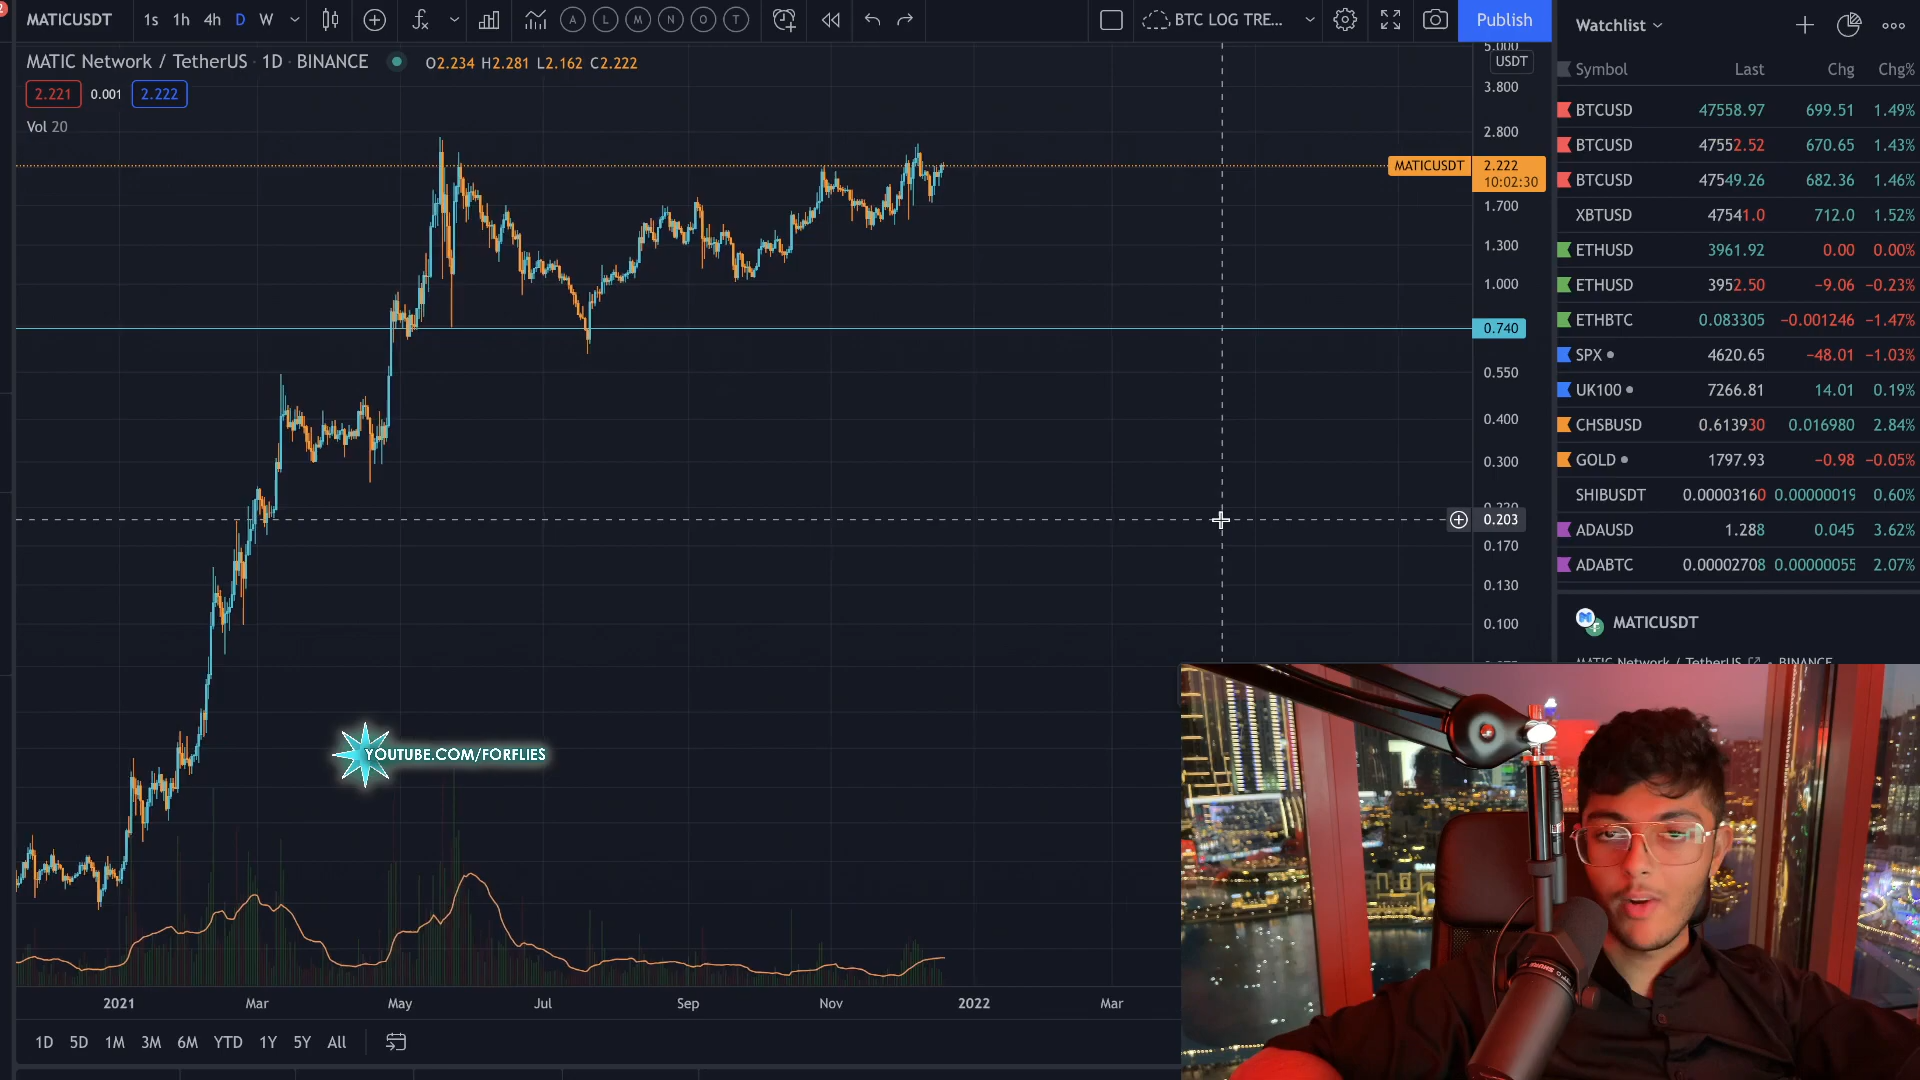 MATICUSDT 1s 1h 4h D W A L M N O T BTC LOG TRE... Publish
MATIC Network / TetherUS · 1D · BINANCE O2.234 H2.281 L2.162 C2.222
2.221 0.001 2.222
Vol 20
USDT
5.000
3.800
2.800
MATICUSDT 2.222
10:02:30
1.700
1.300
1.000
0.740
0.550
0.400
0.300
0.220
0.203
0.170
0.130
0.100
YOUTUBE.COM/FORFLIES
2021 Mar May Jul Sep Nov 2022 Mar
1D 5D 1M 3M 6M YTD 1Y 5Y All
Watchlist
Symbol Last Chg Chg%
BTCUSD 47558.97 699.51 1.49%
BTCUSD 47552.52 670.65 1.43%
BTCUSD 47549.26 682.36 1.46%
XBTUSD 47541.0 712.0 1.52%
ETHUSD 3961.92 0.00 0.00%
ETHUSD 3952.50 −9.06 −0.23%
ETHBTC 0.083305 −0.001246 −1.47%
SPX 4620.65 −48.01 −1.03%
UK100 7266.81 14.01 0.19%
CHSBUSD 0.613930 0.016980 2.84%
GOLD 1797.93 −0.98 −0.05%
SHIBUSDT 0.00003160 0.00000019 0.60%
ADAUSD 1.288 0.045 3.62%
ADABTC 0.00002708 0.00000055 2.07%
MATICUSDT
MATIC Network / TetherUS · BINANCE